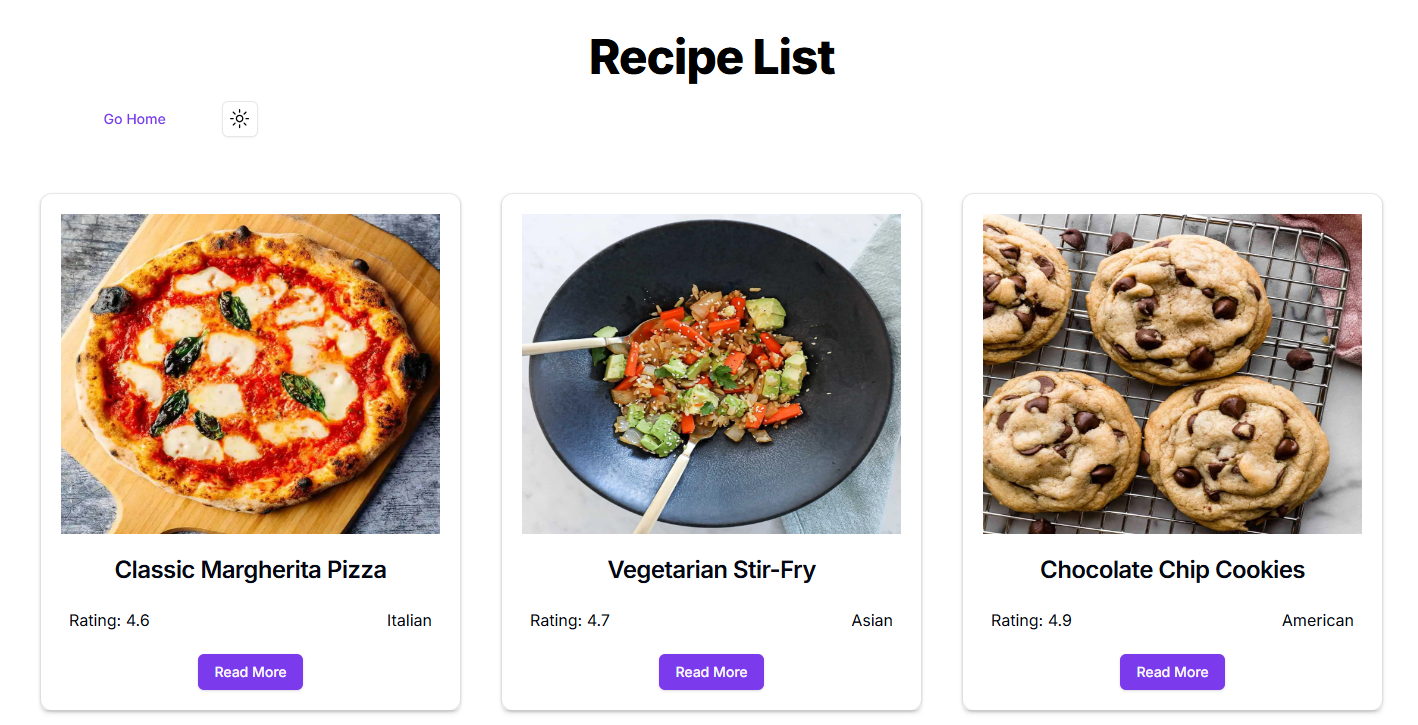 Recipe List
Go Home
Classic Margherita Pizza
Rating: 4.6 Italian
Read More
Vegetarian Stir-Fry
Rating: 4.7 Asian
Read More
Chocolate Chip Cookies
Rating: 4.9 American
Read More